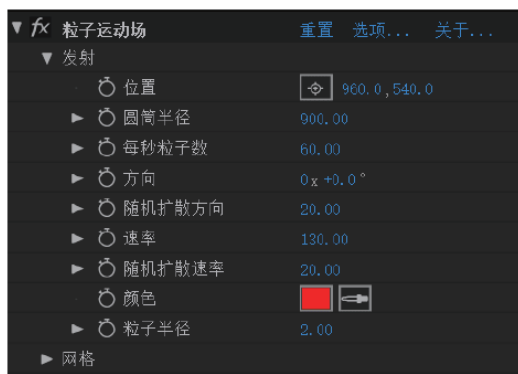 fx 粒子运动场 重置 选项... 关于...
发射
位置 960.0,540.0
圆筒半径 900.00
每秒粒子数 60.00
方向 0x+0.0°
随机扩散方向 20.00
速率 130.00
随机扩散速率 20.00
颜色
粒子半径 2.00
网格